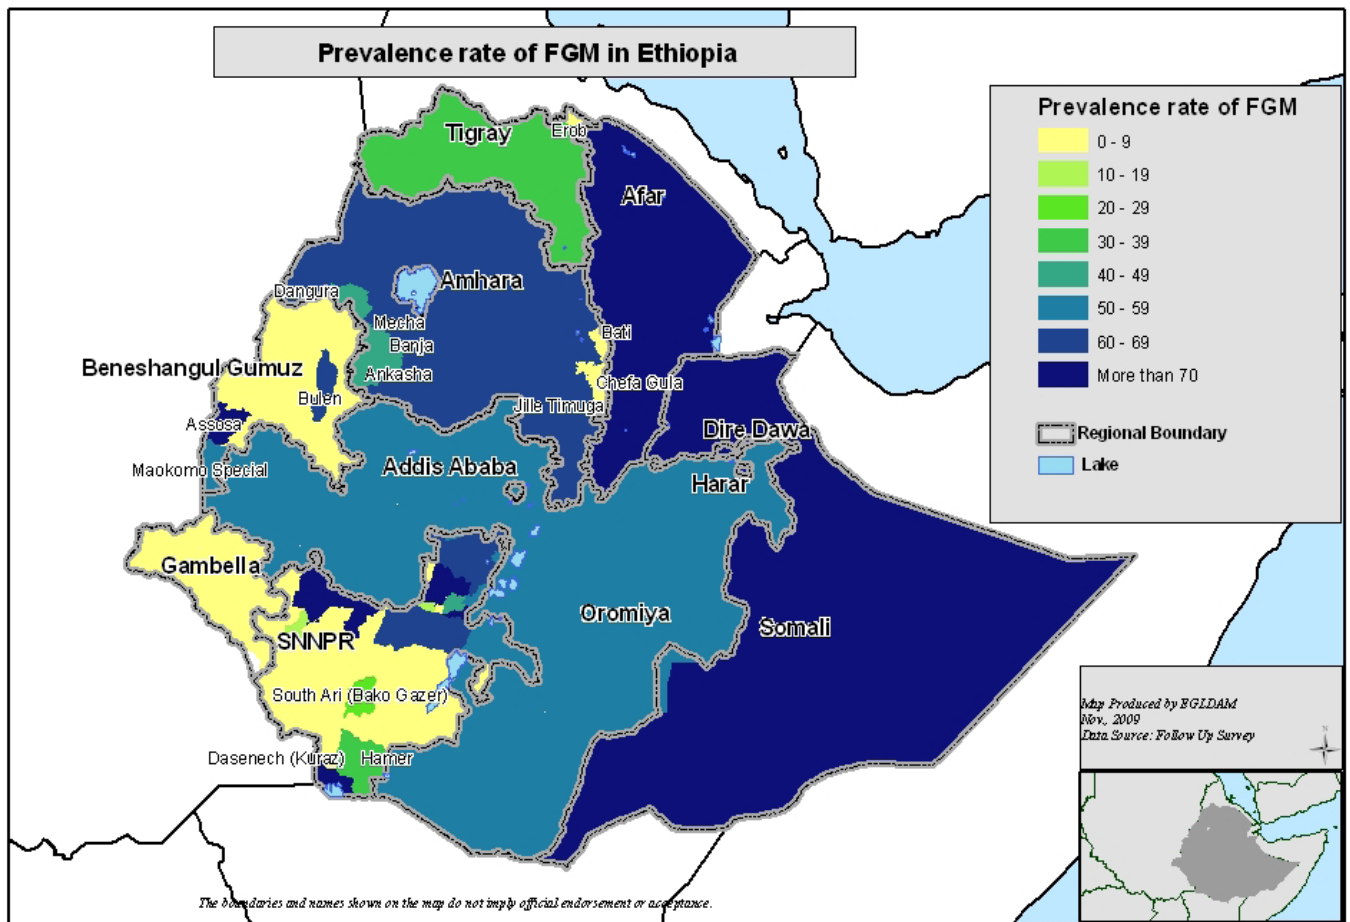 Prevalence rate of FGM in Ethiopia
Prevalence rate of FGM
0 - 9
10 - 19
20 - 29
30 - 39
40 - 49
50 - 59
60 - 69
More than 70
Regional Boundary
Lake
Tigray
Erob
Afar
Amhara
Dangura
Mecha
Bati
Banja
Beneshangul Gumuz
Ankasha
Chefa Gula
Bulen
Jille Timuga
Assosa
Dire Dawa
Maokomo Special
Addis Ababa
Harar
Gambella
Oromiya
Somali
SNNPR
South Ari (Bako Gazer)
Dasenech (Kuraz)
Hamer
Map Produced by EGLDAM
Nov., 2009
Data Source: Follow Up Survey
N
The boundaries and names shown on the map do not imply official endorsement or acceptance.